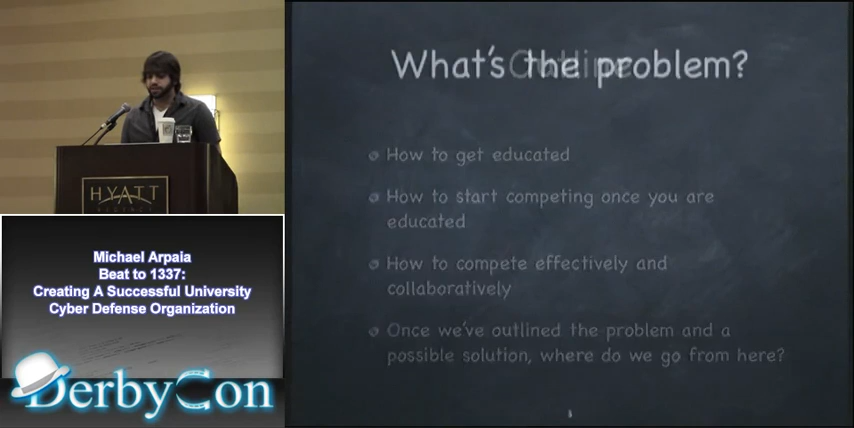 What's the problem?
Outline
How to get educated
How to start competing once you are
educated
How to compete effectively and
collaboratively
Once we've outlined the problem and a
possible solution, where do we go from here?
HYATT
Michael Arpaia
Beat to 1337:
Creating A Successful University
Cyber Defense Organization
DerbyCon